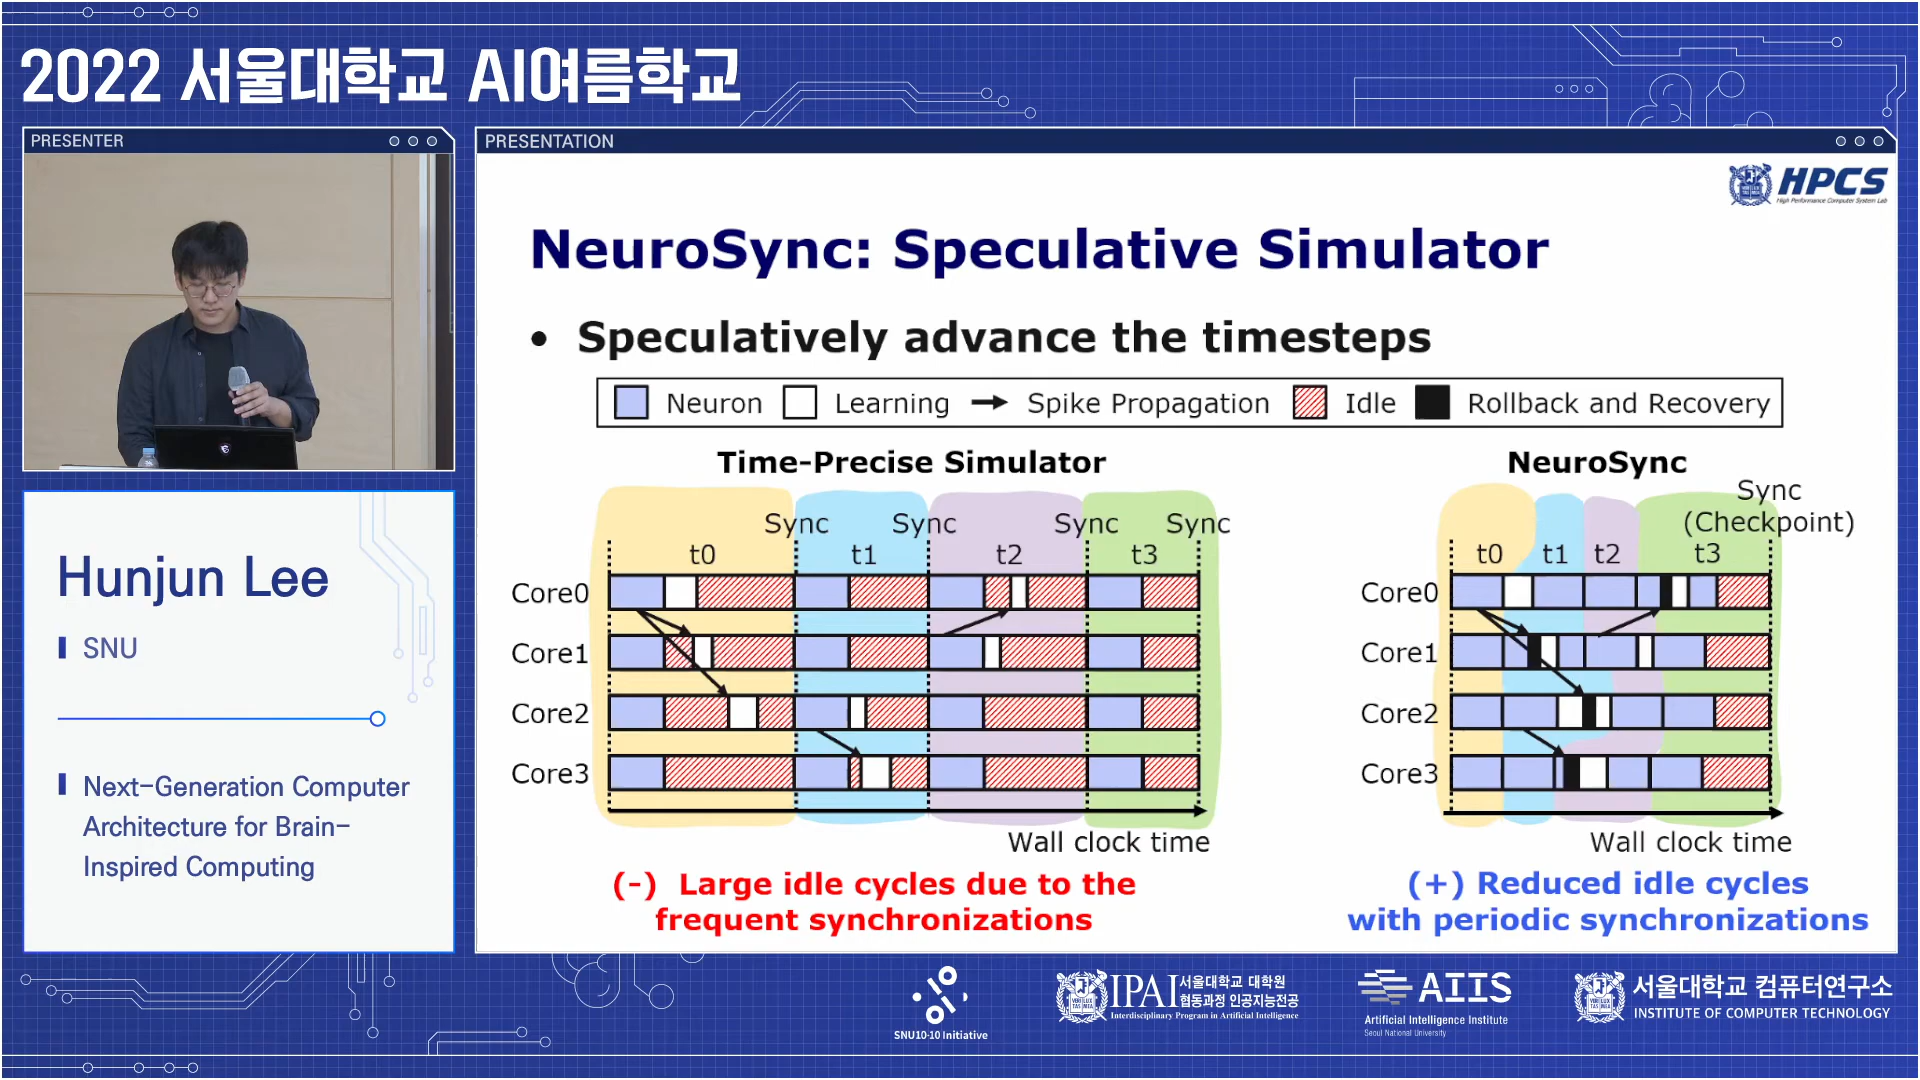 2022 서울대학교 AI여름학교
PRESENTER
PRESENTATION
HPCS
High Performance Computer System Lab
NeuroSync: Speculative Simulator
• Speculatively advance the timesteps
Neuron Learning Spike Propagation Idle Rollback and Recovery
Time-Precise Simulator
Sync Sync Sync Sync
t0 t1 t2 t3
Core0
Core1
Core2
Core3
Wall clock time
(-) Large idle cycles due to the
frequent synchronizations
NeuroSync
Sync
(Checkpoint)
t0 t1 t2 t3
Core0
Core1
Core2
Core3
Wall clock time
(+) Reduced idle cycles
with periodic synchronizations
Hunjun Lee
SNU
Next-Generation Computer
Architecture for Brain-
Inspired Computing
SNU10·10 Initiative
IPAI 서울대학교 대학원
협동과정 인공지능전공
Interdisciplinary Program in Artificial Intelligence
AIIS
Artificial Intelligence Institute
Seoul National University
서울대학교 컴퓨터연구소
INSTITUTE OF COMPUTER TECHNOLOGY